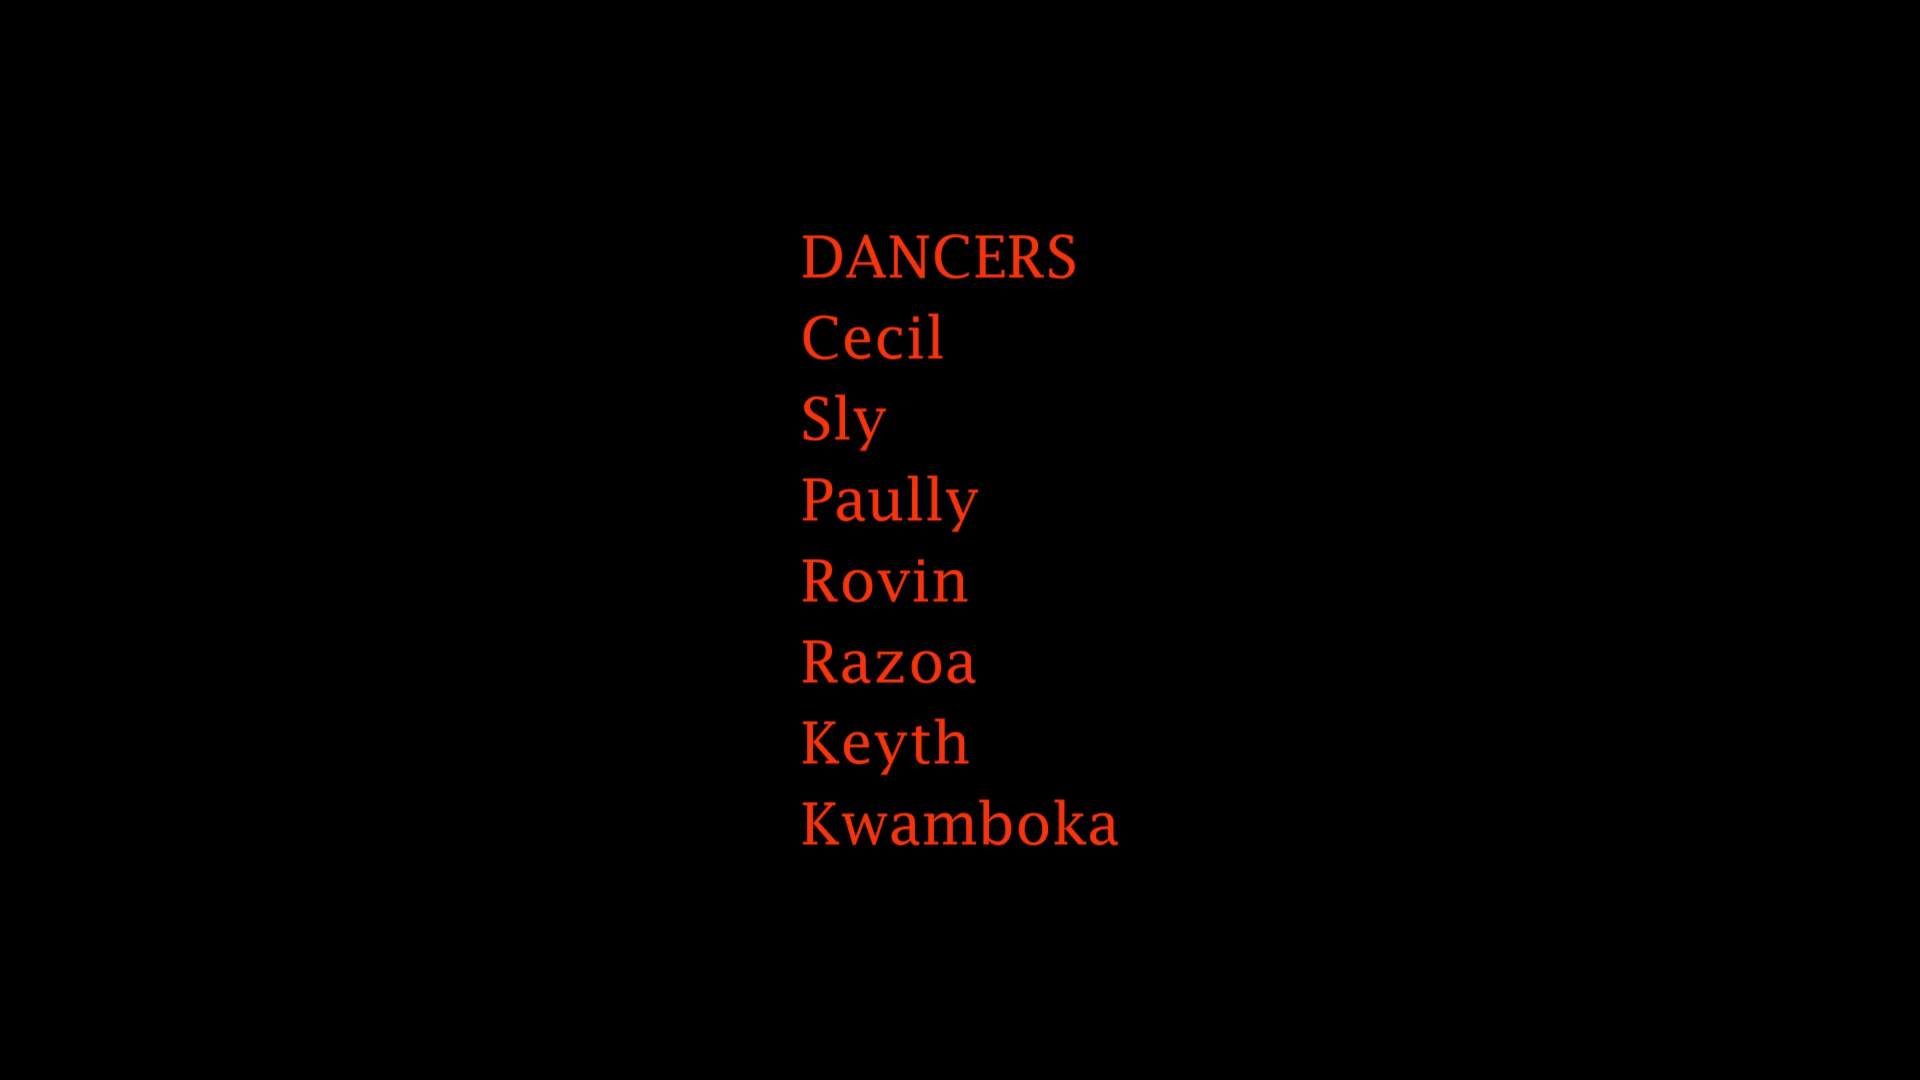 DANCERS
Cecil
Sly
Paully
Rovin
Razoa
Keyth
Kwamboka